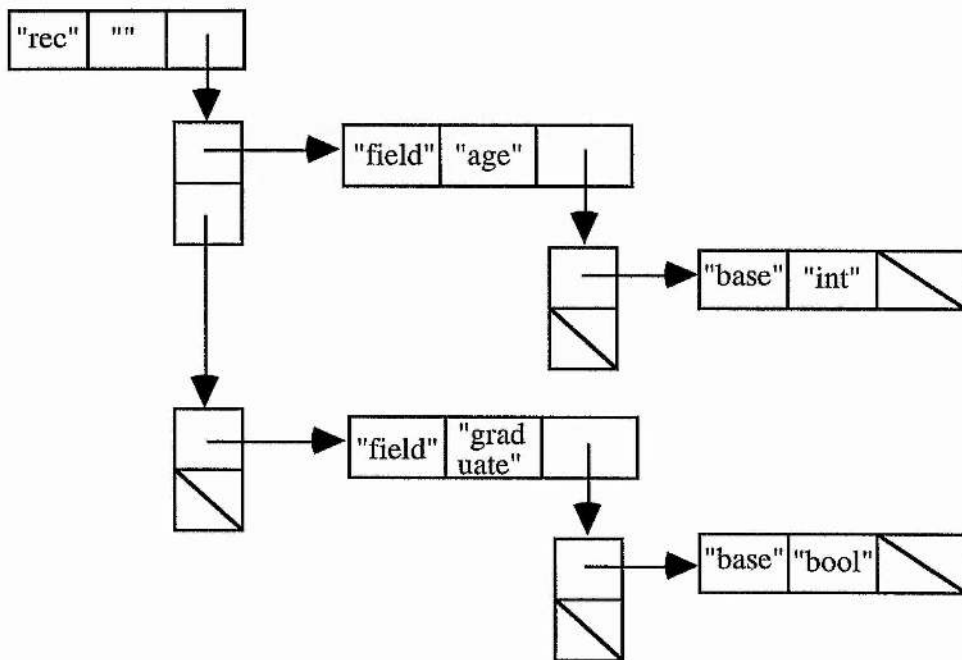 "rec" ""
"field" "age"
"base" "int"
"field" "grad
uate"
"base" "bool"